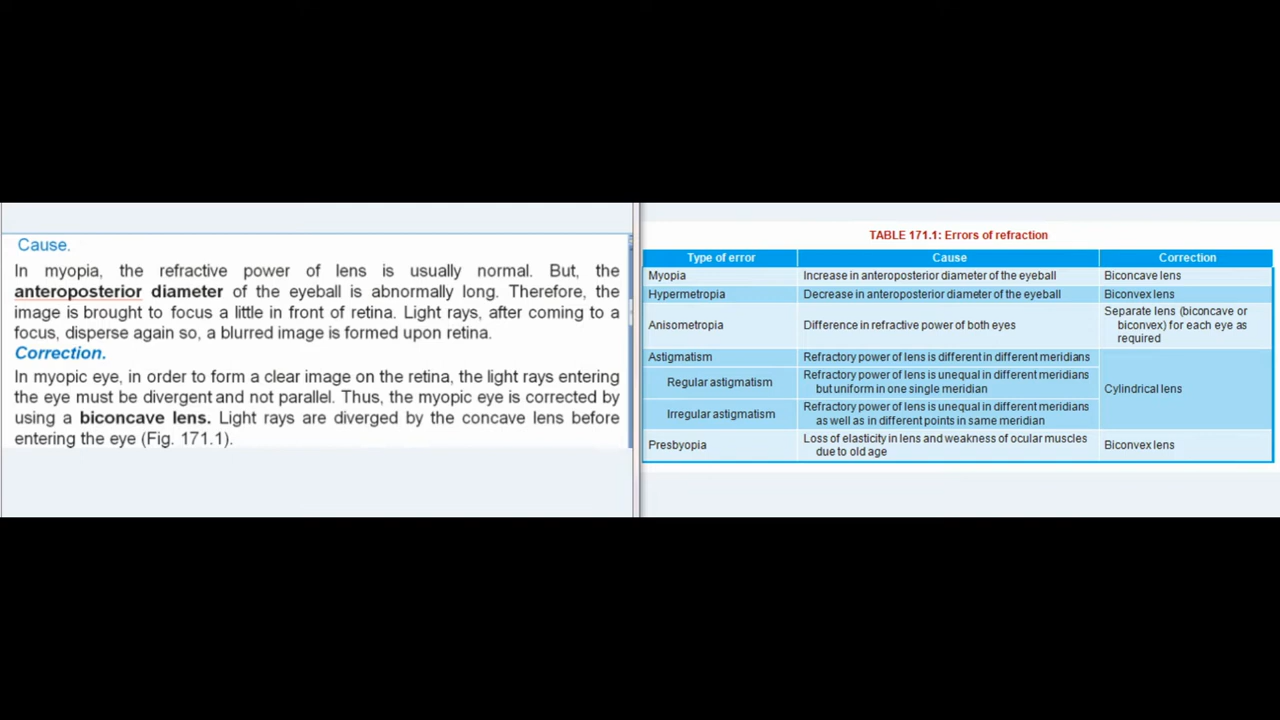 Cause.
In myopia, the refractive power of lens is usually normal. But, the
anteroposterior diameter of the eyeball is abnormally long. Therefore, the
image is brought to focus a little in front of retina. Light rays, after coming to a
focus, disperse again so, a blurred image is formed upon retina.
Correction.
In myopic eye, in order to form a clear image on the retina, the light rays entering
the eye must be divergent and not parallel. Thus, the myopic eye is corrected by
using a biconcave lens. Light rays are diverged by the concave lens before
entering the eye (Fig. 171.1).
TABLE 171.1: Errors of refraction
Type of error Cause Correction
Myopia Increase in anteroposterior diameter of the eyeball Biconcave lens
Hypermetropia Decrease in anteroposterior diameter of the eyeball Biconvex lens
Anisometropia Difference in refractive power of both eyes Separate lens (biconcave or
biconvex) for each eye as
required
Astigmatism Refractory power of lens is different in different meridians
Regular astigmatism Refractory power of lens is unequal in different meridians
but uniform in one single meridian
Cylindrical lens
Irregular astigmatism Refractory power of lens is unequal in different meridians
as well as in different points in same meridian
Presbyopia Loss of elasticity in lens and weakness of ocular muscles
due to old age
Biconvex lens